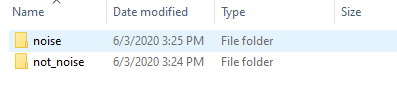 Name Date modified Type Size
noise 6/3/2020 3:25 PM File folder
not_noise 6/3/2020 3:24 PM File folder